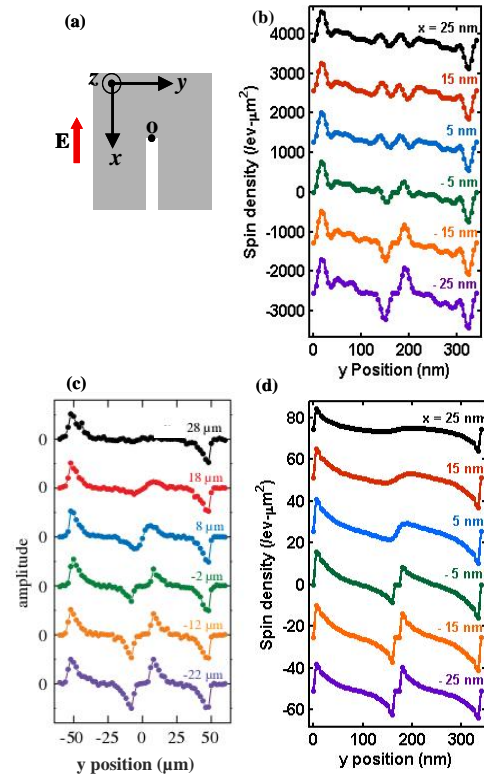 (a)
z
y
o
E
x
(b)
Spin density (/ev-µm²)
4000
3000
2000
1000
0
-1000
-2000
-3000
x = 25 nm
15 nm
5 nm
- 5 nm
- 15 nm
- 25 nm
0
100
200
300
y Position (nm)
(c)
amplitude
0
0
0
0
0
0
28 µm
18 µm
8 µm
-2 µm
-12 µm
-22 µm
-50
-25
0
25
50
y position (µm)
(d)
Spin density (/ev-µm²)
80
60
40
20
0
-20
-40
-60
x = 25 nm
15 nm
5 nm
- 5 nm
- 15 nm
- 25 nm
0
100
200
300
y position (nm)